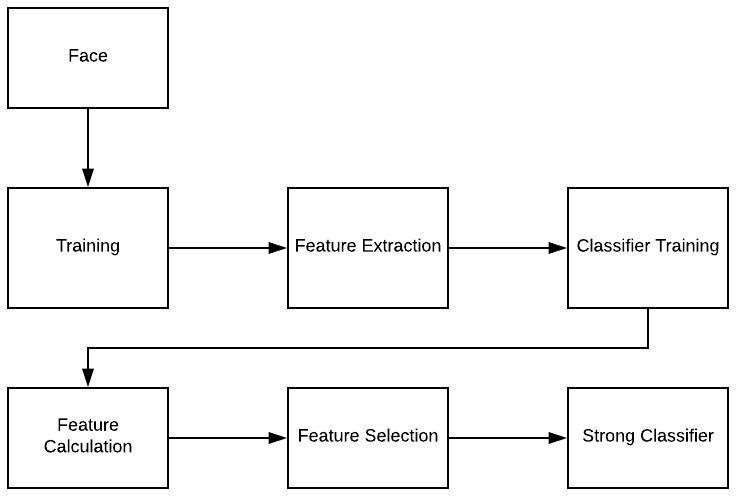 Face
Training
Feature Extraction
Classifier Training
Feature
Calculation
Feature Selection
Strong Classifier